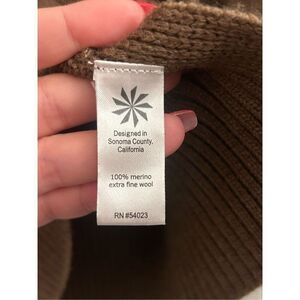 Designed in
Sonoma County,
California
100% merino
extra fine wool
RN #54023